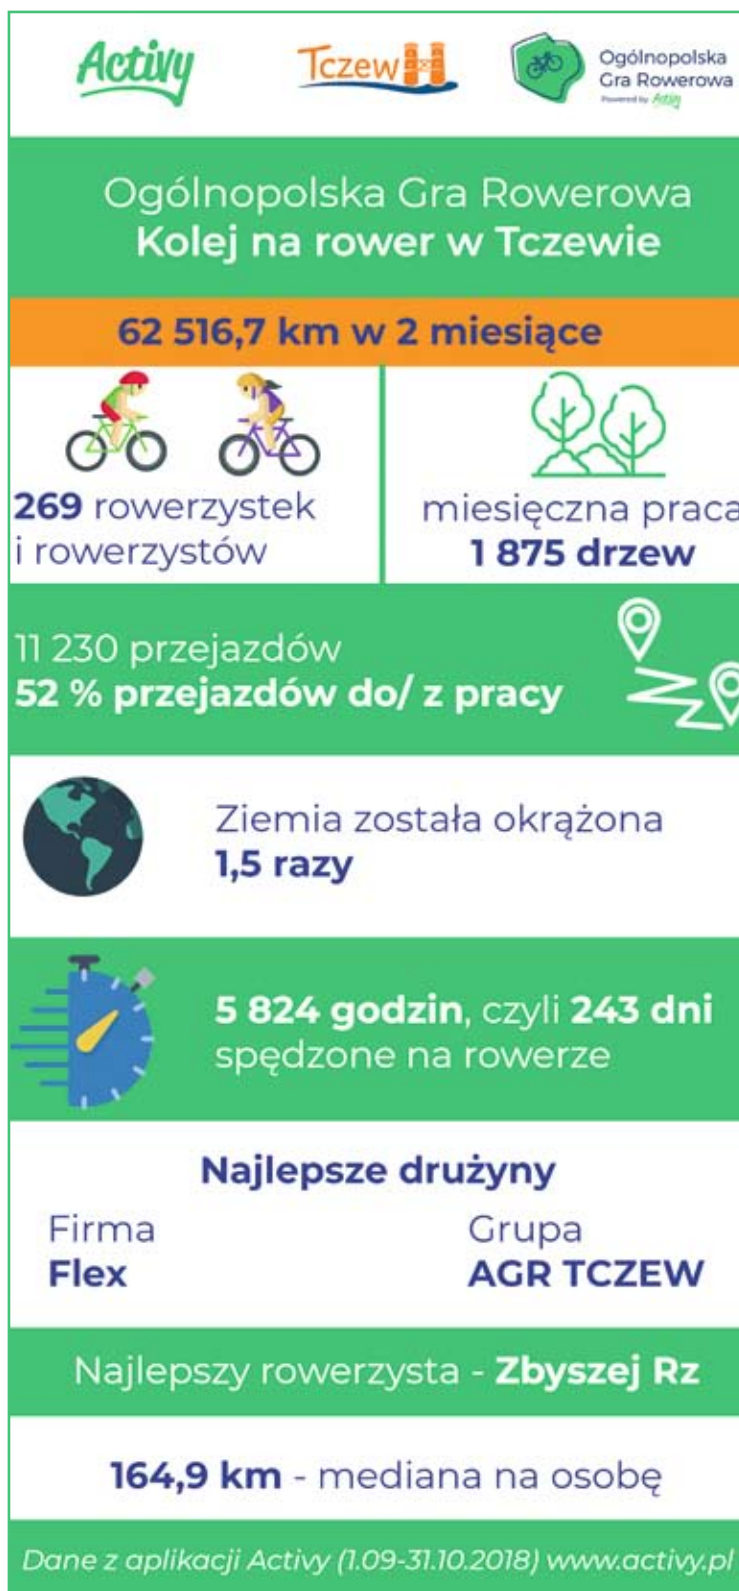 Activy
Tczew
Ogólnopolska
Gra Rowerowa
Powered by Activy
Ogólnopolska Gra Rowerowa
Kolej na rower w Tczewie
62 516,7 km w 2 miesiące
269 rowerzystek
i rowerzystów
miesięczna praca
1 875 drzew
11 230 przejazdów
52 % przejazdów do/ z pracy
Ziemia została okrążona
1,5 razy
5 824 godzin, czyli 243 dni
spędzone na rowerze
Najlepsze drużyny
Firma
Flex
Grupa
AGR TCZEW
Najlepszy rowerzysta - Zbyszej Rz
164,9 km - mediana na osobę
Dane z aplikacji Activy (1.09-31.10.2018) www.activy.pl